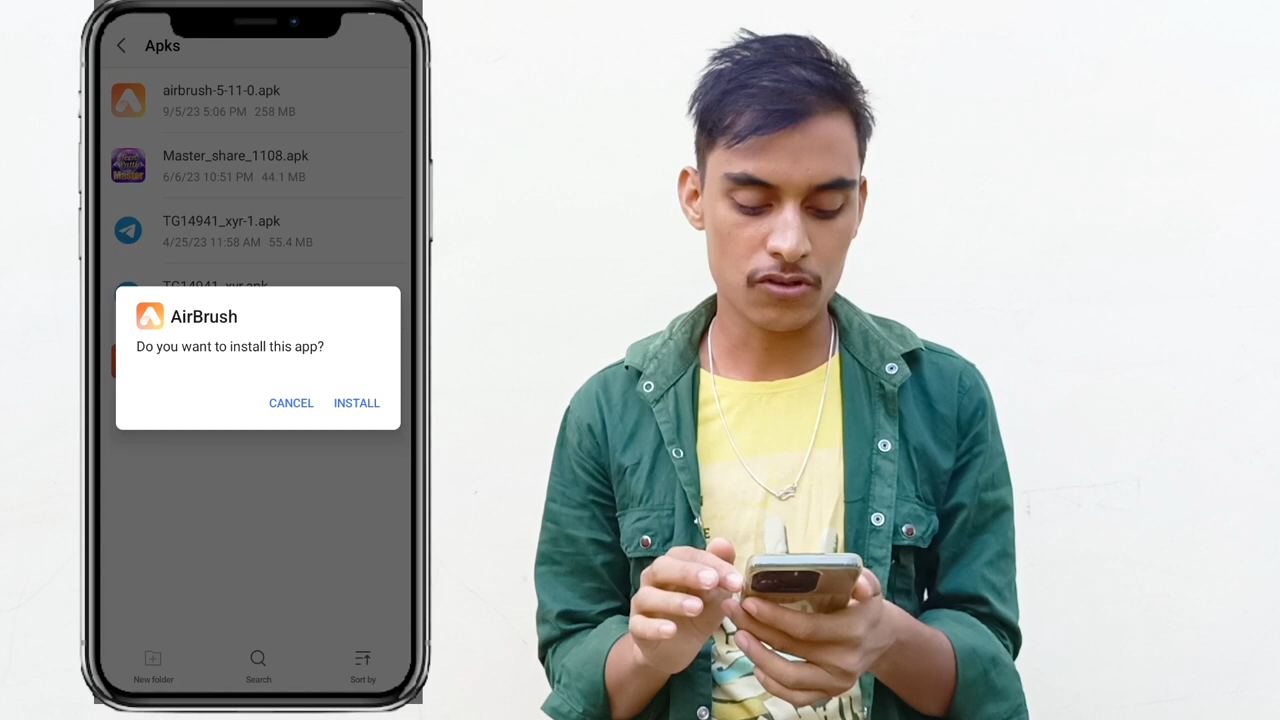 Apks
airbrush-5-11-0.apk
9/5/23 5:06 PM 258 MB
Master_share_1108.apk
6/6/23 10:51 PM 44.1 MB
TG14941_xyr-1.apk
4/25/23 11:58 AM 55.4 MB
TG14941_xyr.apk
AirBrush
Do you want to install this app?
CANCEL INSTALL
New folder Search Sort by